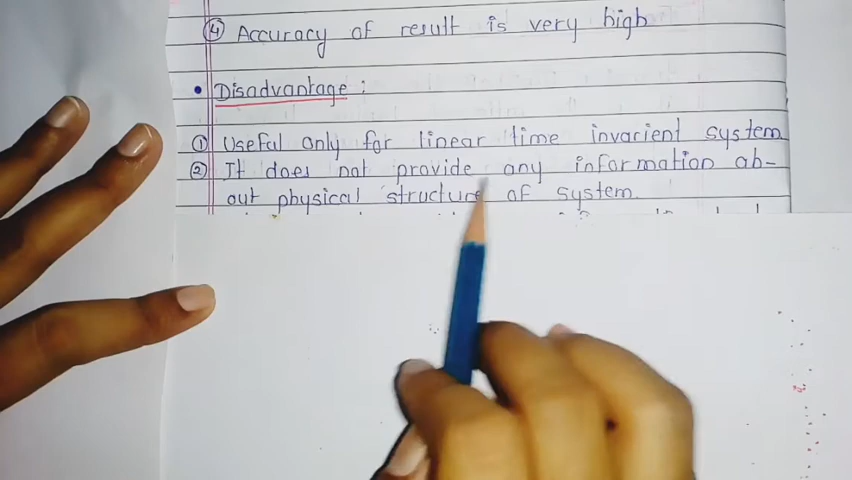 ④ Accuracy of result is very high
• Disadvantage :
① Useful only for linear time invarient system
② It does not provide any information ab-
out physical structure of system.